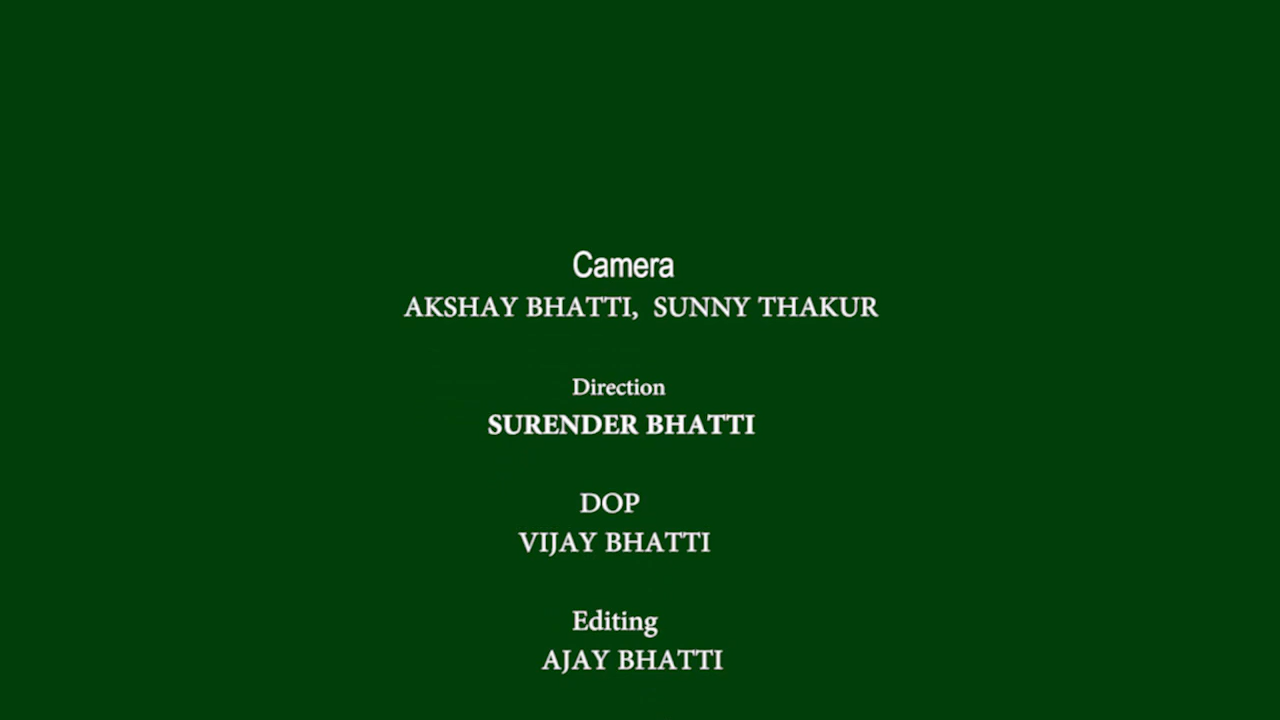 Camera
AKSHAY BHATTI, SUNNY THAKUR
Direction
SURENDER BHATTI
DOP
VIJAY BHATTI
Editing
AJAY BHATTI